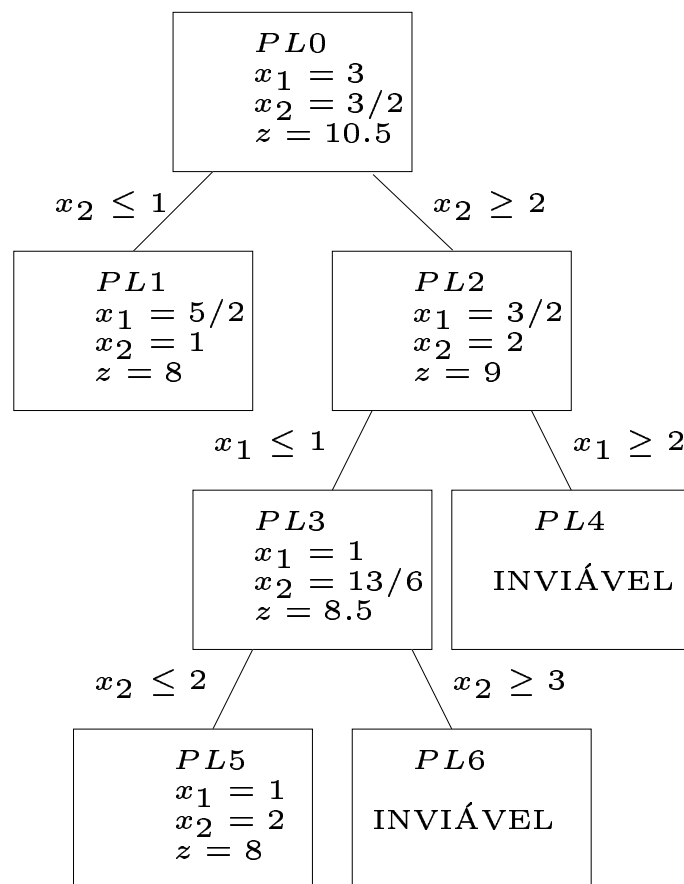 PL0
x₁ = 3
x₂ = 3/2
z = 10.5
x₂ ≤ 1
x₂ ≥ 2
PL1
x₁ = 5/2
x₂ = 1
z = 8
PL2
x₁ = 3/2
x₂ = 2
z = 9
x₁ ≤ 1
x₁ ≥ 2
PL3
x₁ = 1
x₂ = 13/6
z = 8.5
PL4
INVIÁVEL
x₂ ≤ 2
x₂ ≥ 3
PL5
x₁ = 1
x₂ = 2
z = 8
PL6
INVIÁVEL